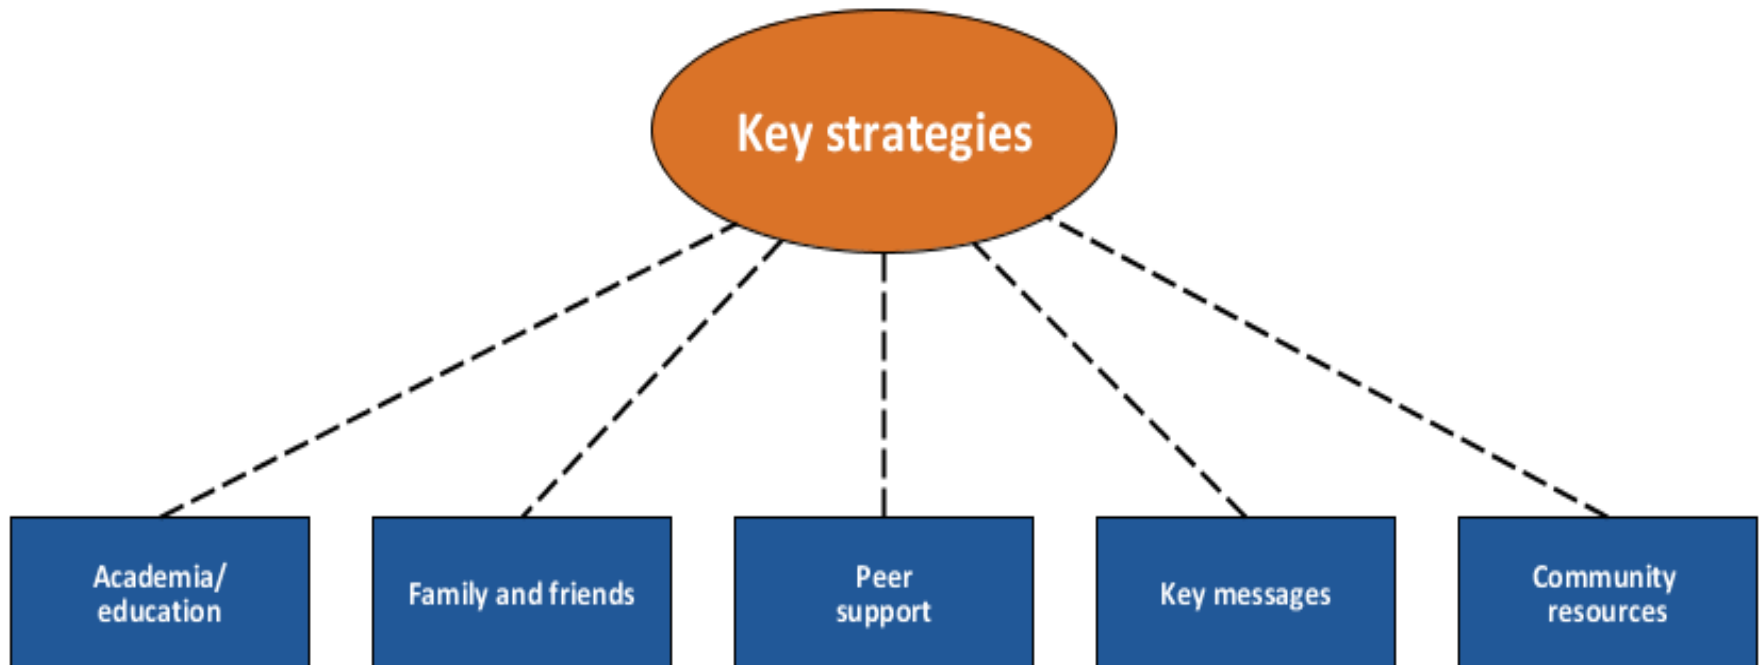 Key strategies
Academia/
education
Family and friends
Peer
support
Key messages
Community
resources